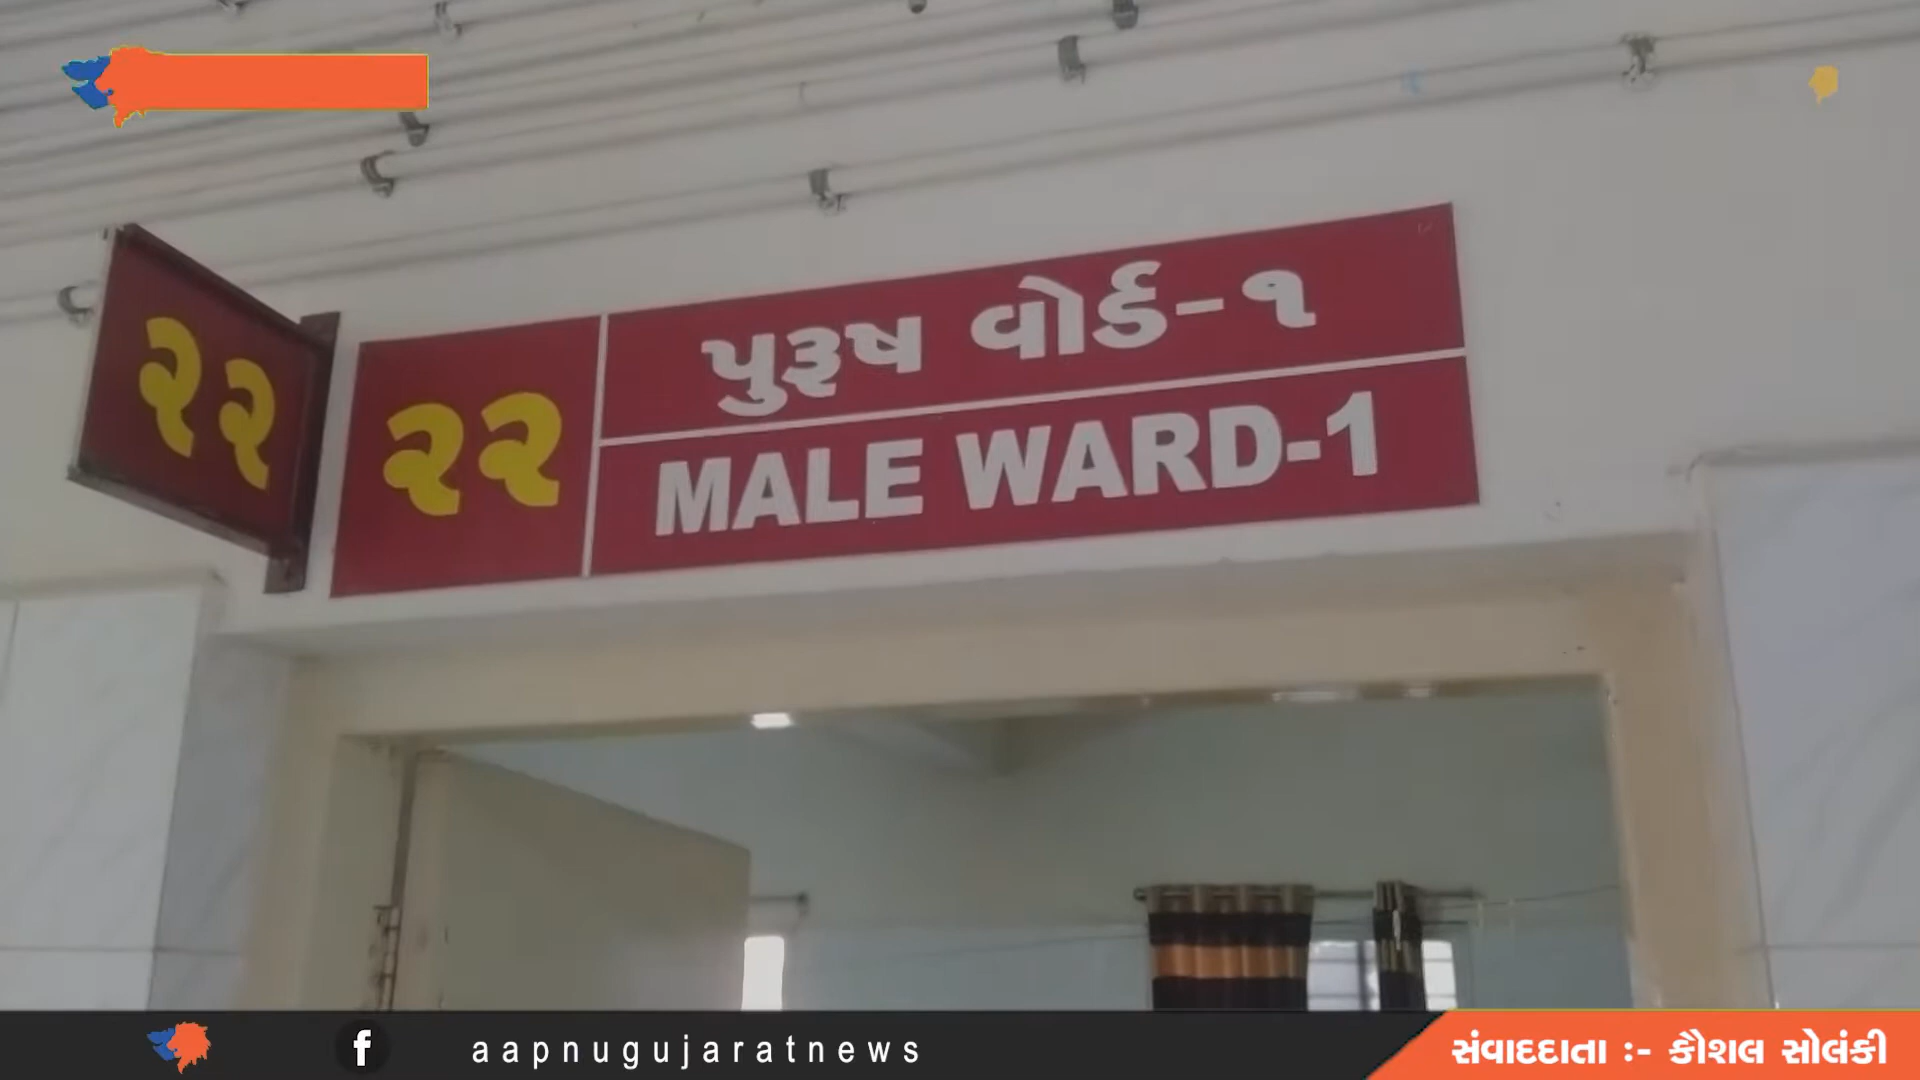 ૨૨
૨૨
પુરૂષ વોર્ડ-૧
MALE WARD-1
f aapnugujaratnews
સંવાદદાતા :- કૌશલ સોલંકી